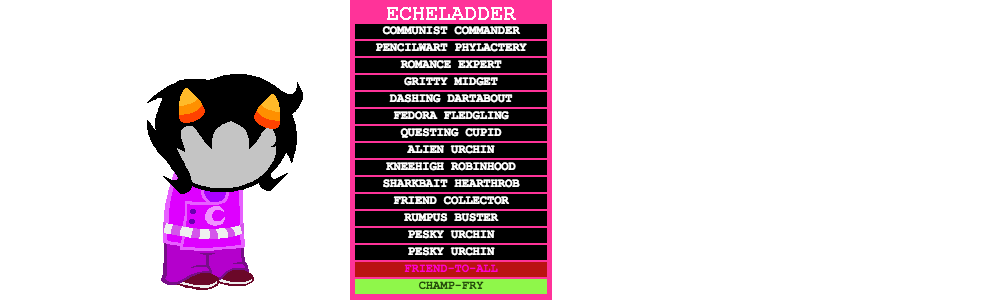 ECHELADDER
COMMUNIST COMMANDER
PENCILWART PHYLACTERY
ROMANCE EXPERT
GRITTY MIDGET
DASHING DARTABOUT
FEDORA FLEDGLING
QUESTING CUPID
ALIEN URCHIN
KNEEHIGH ROBINHOOD
SHARKBAIT HEARTHROB
FRIEND COLLECTOR
RUMPUS BUSTER
PESKY URCHIN
PESKY URCHIN
FRIEND-TO-ALL
CHAMP-FRY